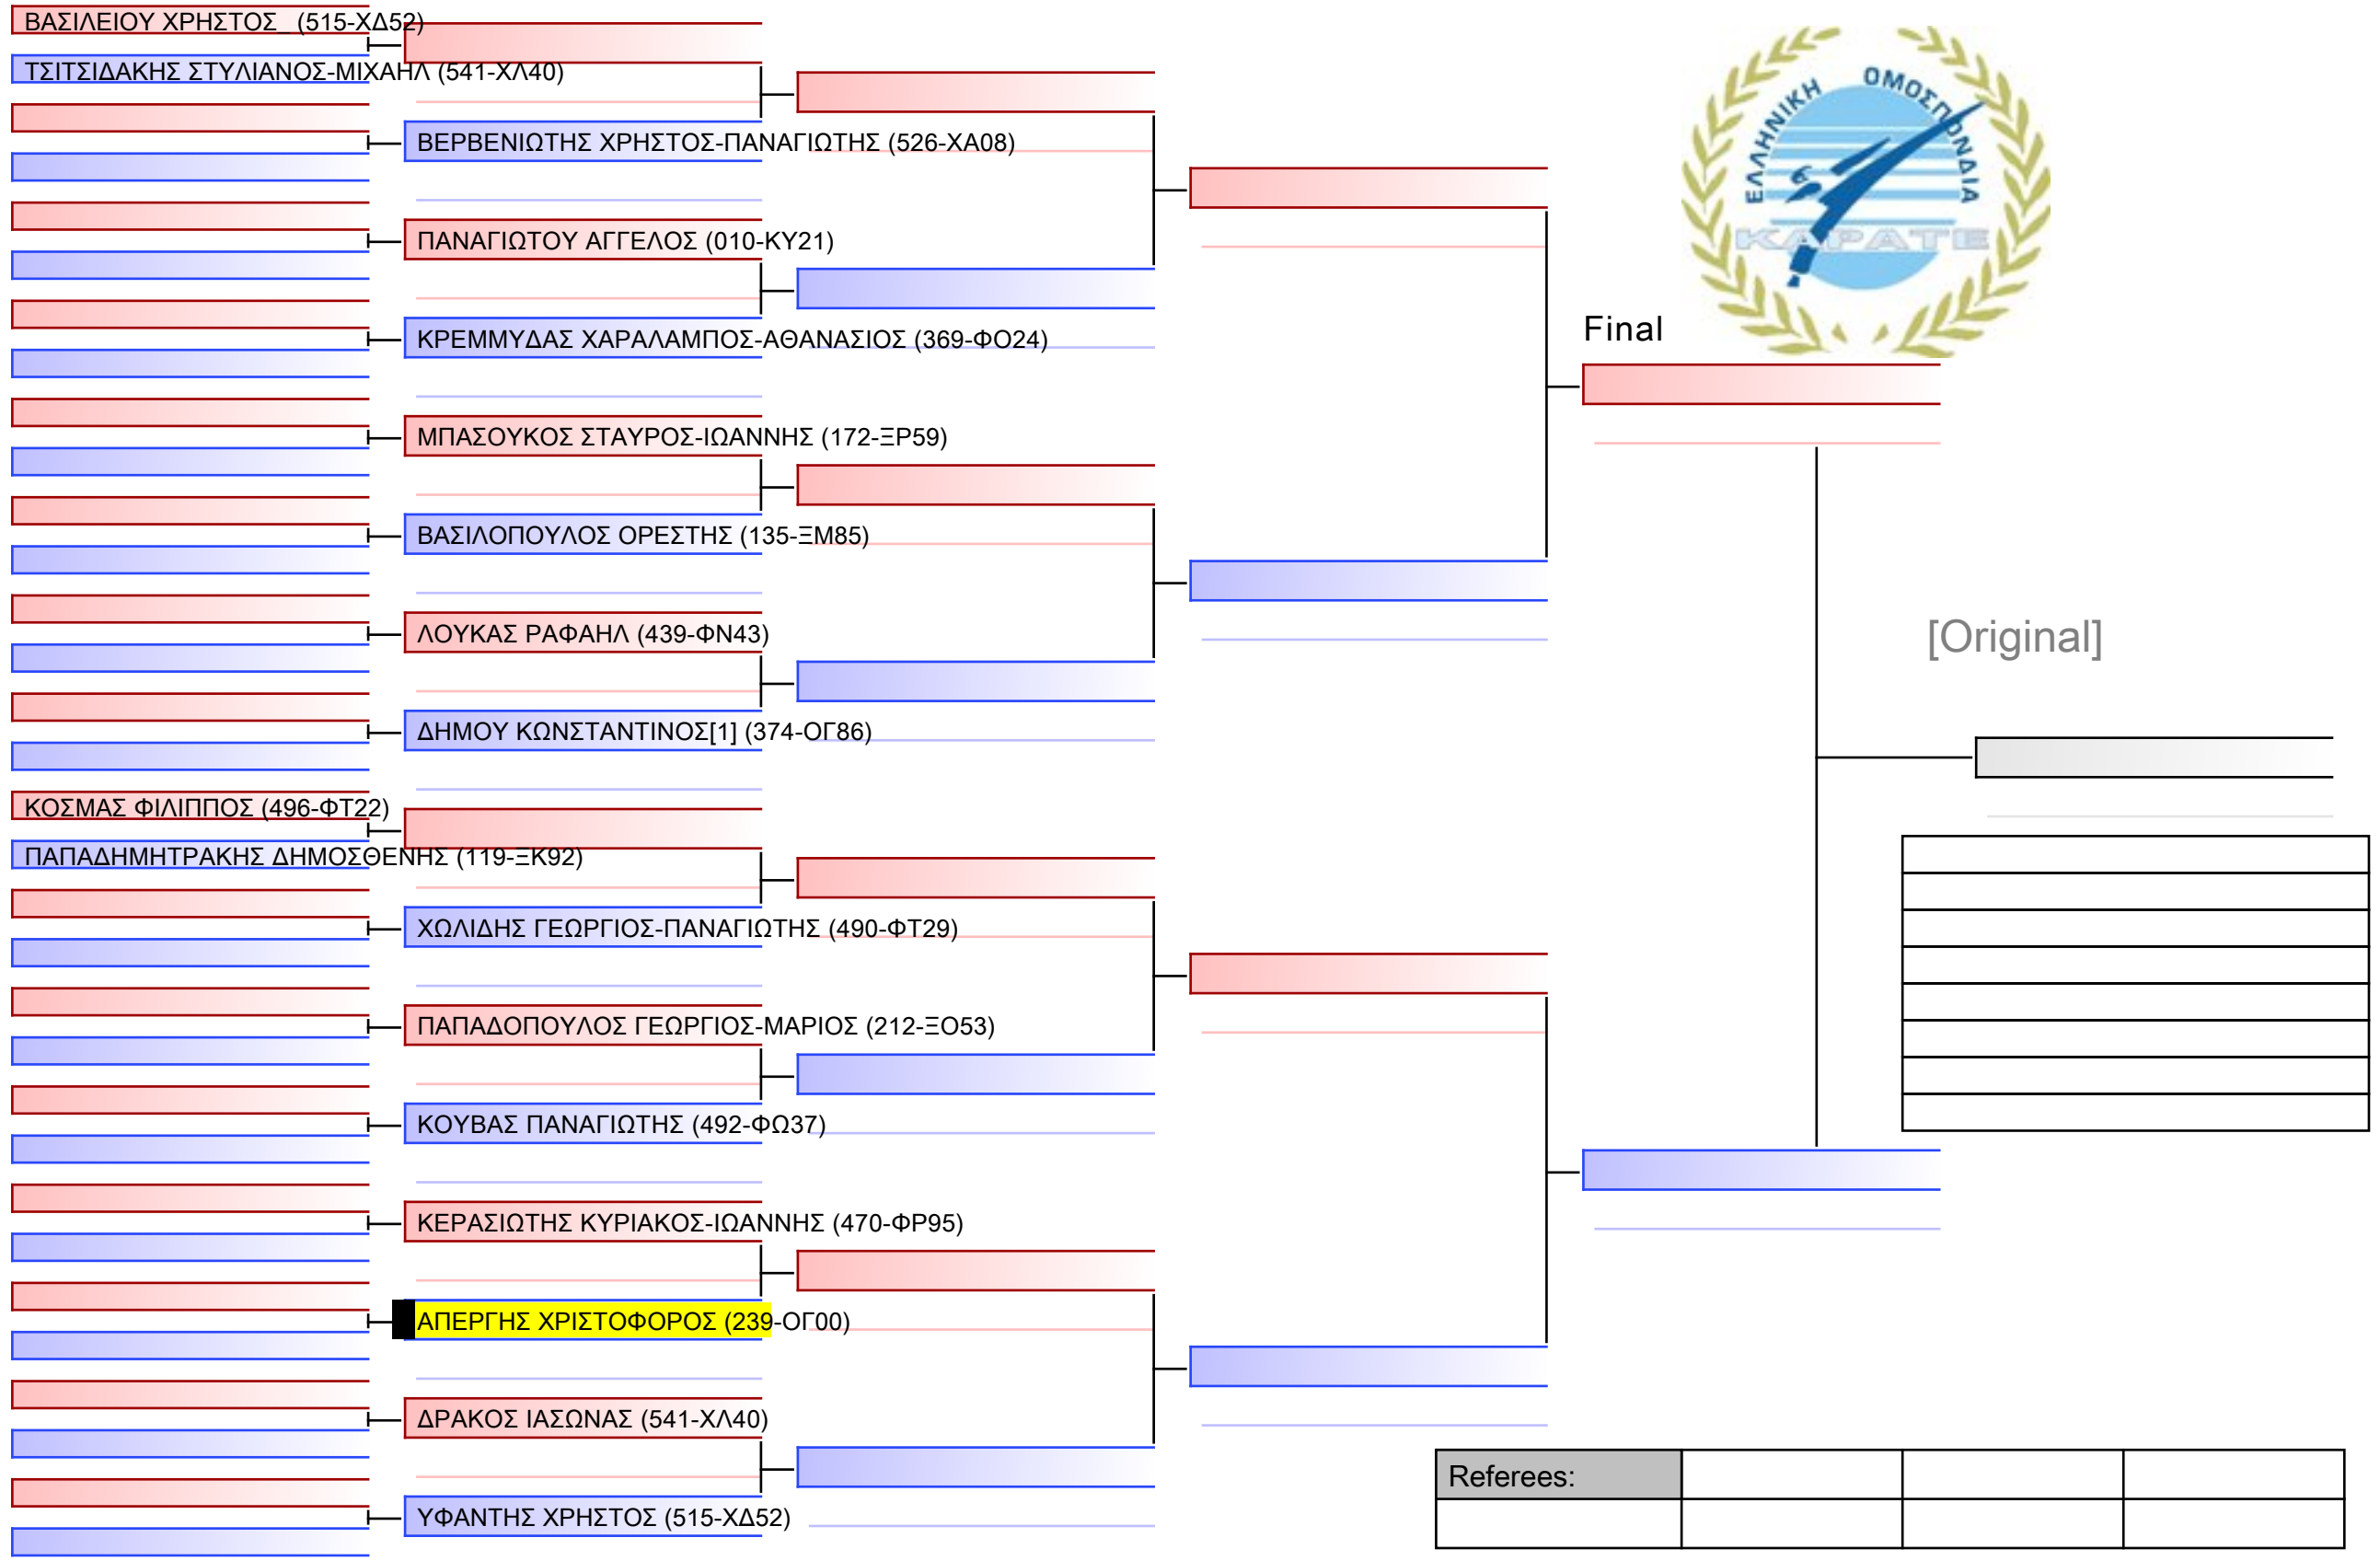 ΒΑΣΙΛΕΙΟΥ ΧΡΗΣΤΟΣ_ (515-ΧΔ52)
ΤΣΙΤΣΙΔΑΚΗΣ ΣΤΥΛΙΑΝΟΣ-ΜΙΧΑΗΛ (541-ΧΛ40)
ΒΕΡΒΕΝΙΩΤΗΣ ΧΡΗΣΤΟΣ-ΠΑΝΑΓΙΩΤΗΣ (526-ΧΑ08)
ΠΑΝΑΓΙΩΤΟΥ ΑΓΓΕΛΟΣ (010-ΚΥ21)
ΚΡΕΜΜΥΔΑΣ ΧΑΡΑΛΑΜΠΟΣ-ΑΘΑΝΑΣΙΟΣ (369-ΦΟ24)
ΜΠΑΣΟΥΚΟΣ ΣΤΑΥΡΟΣ-ΙΩΑΝΝΗΣ (172-ΞΡ59)
ΒΑΣΙΛΟΠΟΥΛΟΣ ΟΡΕΣΤΗΣ (135-ΞΜ85)
ΛΟΥΚΑΣ ΡΑΦΑΗΛ (439-ΦΝ43)
ΔΗΜΟΥ ΚΩΝΣΤΑΝΤΙΝΟΣ[1] (374-ΟΓ86)
ΚΟΣΜΑΣ ΦΙΛΙΠΠΟΣ (496-ΦΤ22)
ΠΑΠΑΔΗΜΗΤΡΑΚΗΣ ΔΗΜΟΣΘΕΝΗΣ (119-ΞΚ92)
ΧΩΛΙΔΗΣ ΓΕΩΡΓΙΟΣ-ΠΑΝΑΓΙΩΤΗΣ (490-ΦΤ29)
ΠΑΠΑΔΟΠΟΥΛΟΣ ΓΕΩΡΓΙΟΣ-ΜΑΡΙΟΣ (212-ΞΟ53)
ΚΟΥΒΑΣ ΠΑΝΑΓΙΩΤΗΣ (492-ΦΩ37)
ΚΕΡΑΣΙΩΤΗΣ ΚΥΡΙΑΚΟΣ-ΙΩΑΝΝΗΣ (470-ΦΡ95)
ΑΠΕΡΓΗΣ ΧΡΙΣΤΟΦΟΡΟΣ (239-ΟΓ00)
ΔΡΑΚΟΣ ΙΑΣΩΝΑΣ (541-ΧΛ40)
ΥΦΑΝΤΗΣ ΧΡΗΣΤΟΣ (515-ΧΔ52)
ΕΛΛΗΝΙΚΗ ΟΜΟΣΠΟΝΔΙΑ
ΚΑΡΑΤΕ
Final
[Original]
Referees: